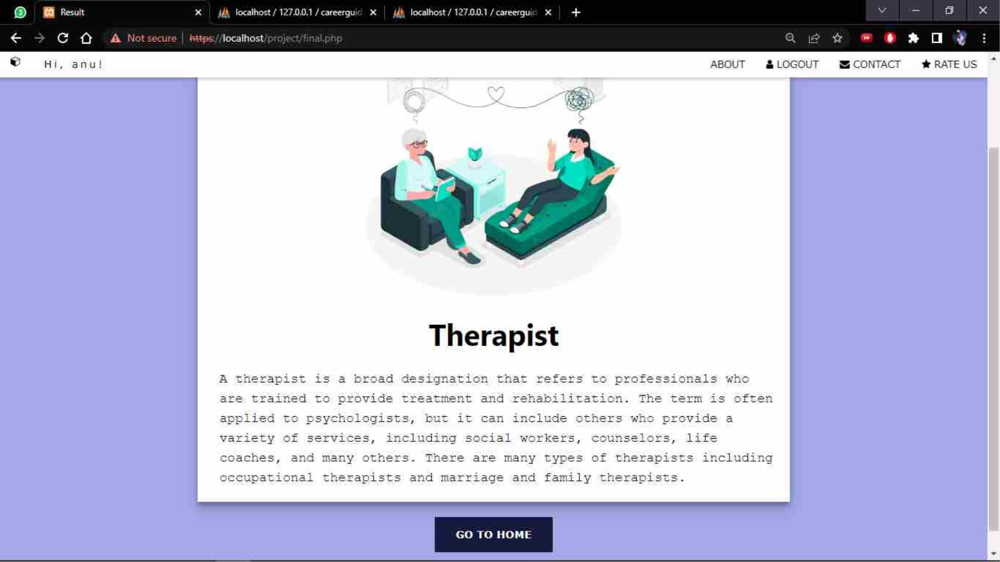 Result
localhost / 127.0.0.1 / careerguid
localhost / 127.0.0.1 / careerguid
Not secure
https://localhost/project/final.php
Hi, anu!
ABOUT
LOGOUT
CONTACT
RATE US
Therapist
A therapist is a broad designation that refers to professionals who
are trained to provide treatment and rehabilitation. The term is often
applied to psychologists, but it can include others who provide a
variety of services, including social workers, counselors, life
coaches, and many others. There are many types of therapists including
occupational therapists and marriage and family therapists.
GO TO HOME